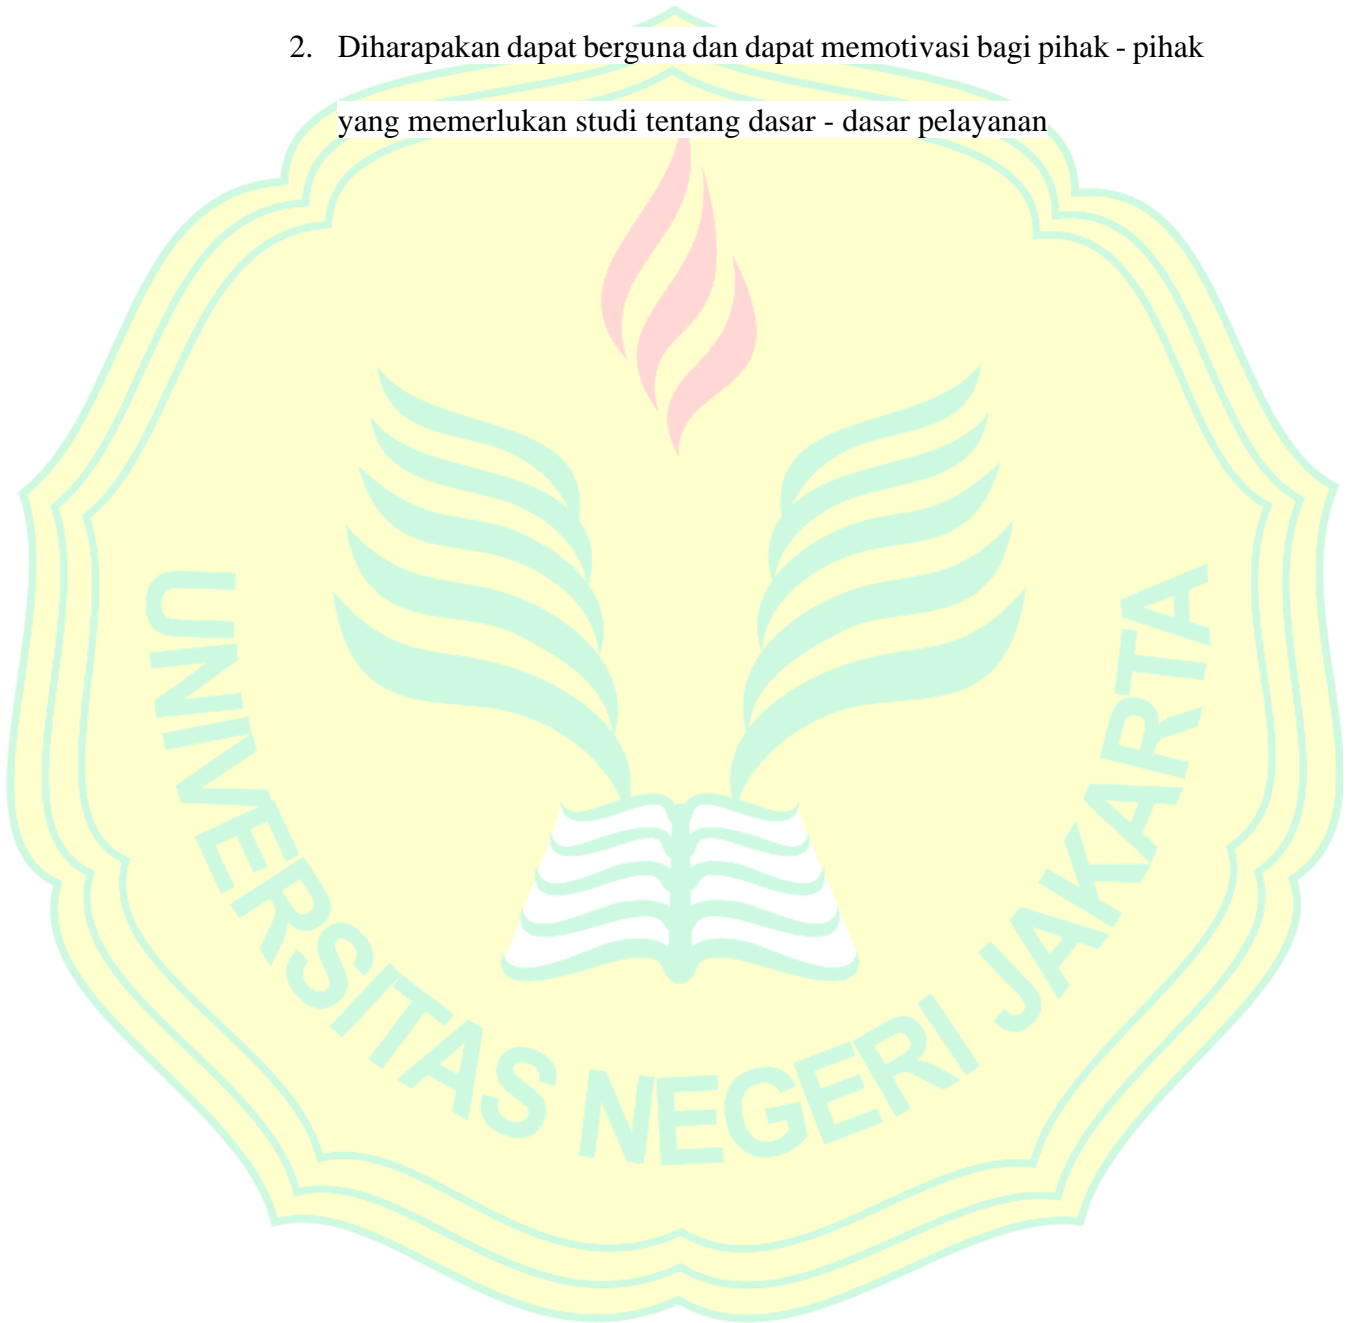 2. Diharapakan dapat berguna dan dapat memotivasi bagi pihak - pihak
yang memerlukan studi tentang dasar - dasar pelayanan
UNIVERSITAS NEGERI JAKARTA